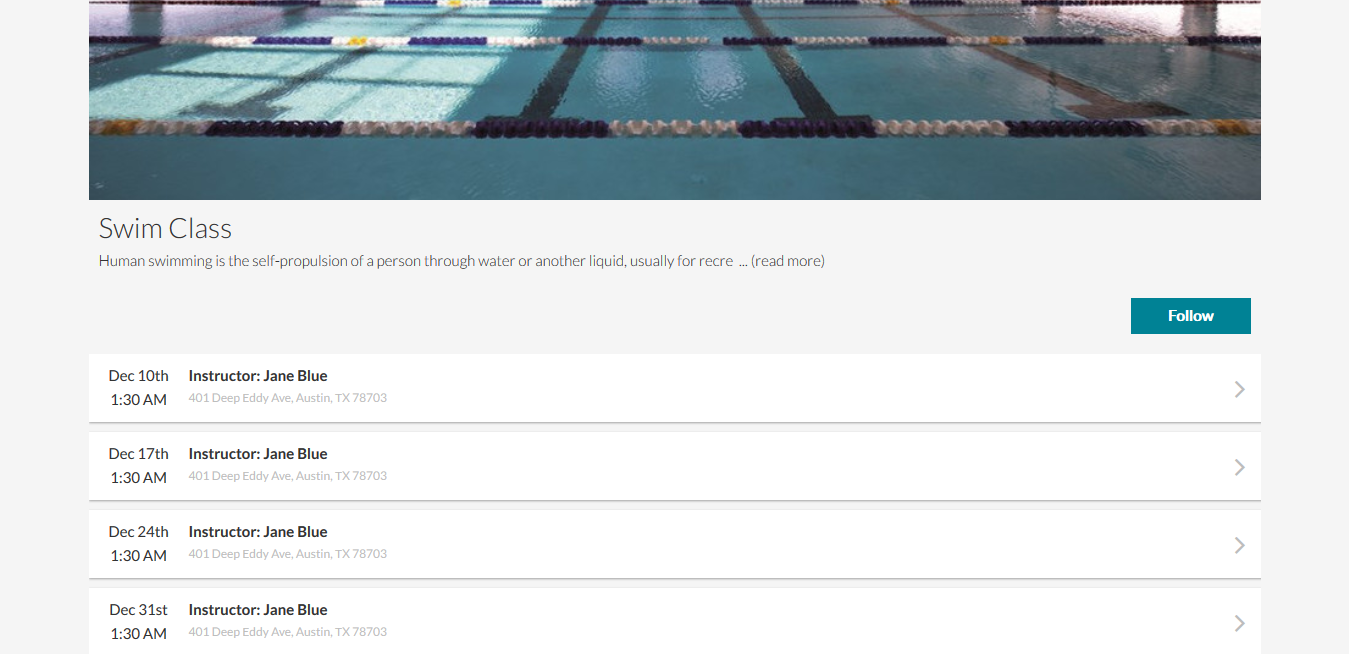 Swim Class
Human swimming is the self-propulsion of a person through water or another liquid, usually for recre ... (read more)
Follow
Dec 10th
1:30 AM
Instructor: Jane Blue
401 Deep Eddy Ave, Austin, TX 78703
Dec 17th
1:30 AM
Instructor: Jane Blue
401 Deep Eddy Ave, Austin, TX 78703
Dec 24th
1:30 AM
Instructor: Jane Blue
401 Deep Eddy Ave, Austin, TX 78703
Dec 31st
1:30 AM
Instructor: Jane Blue
401 Deep Eddy Ave, Austin, TX 78703